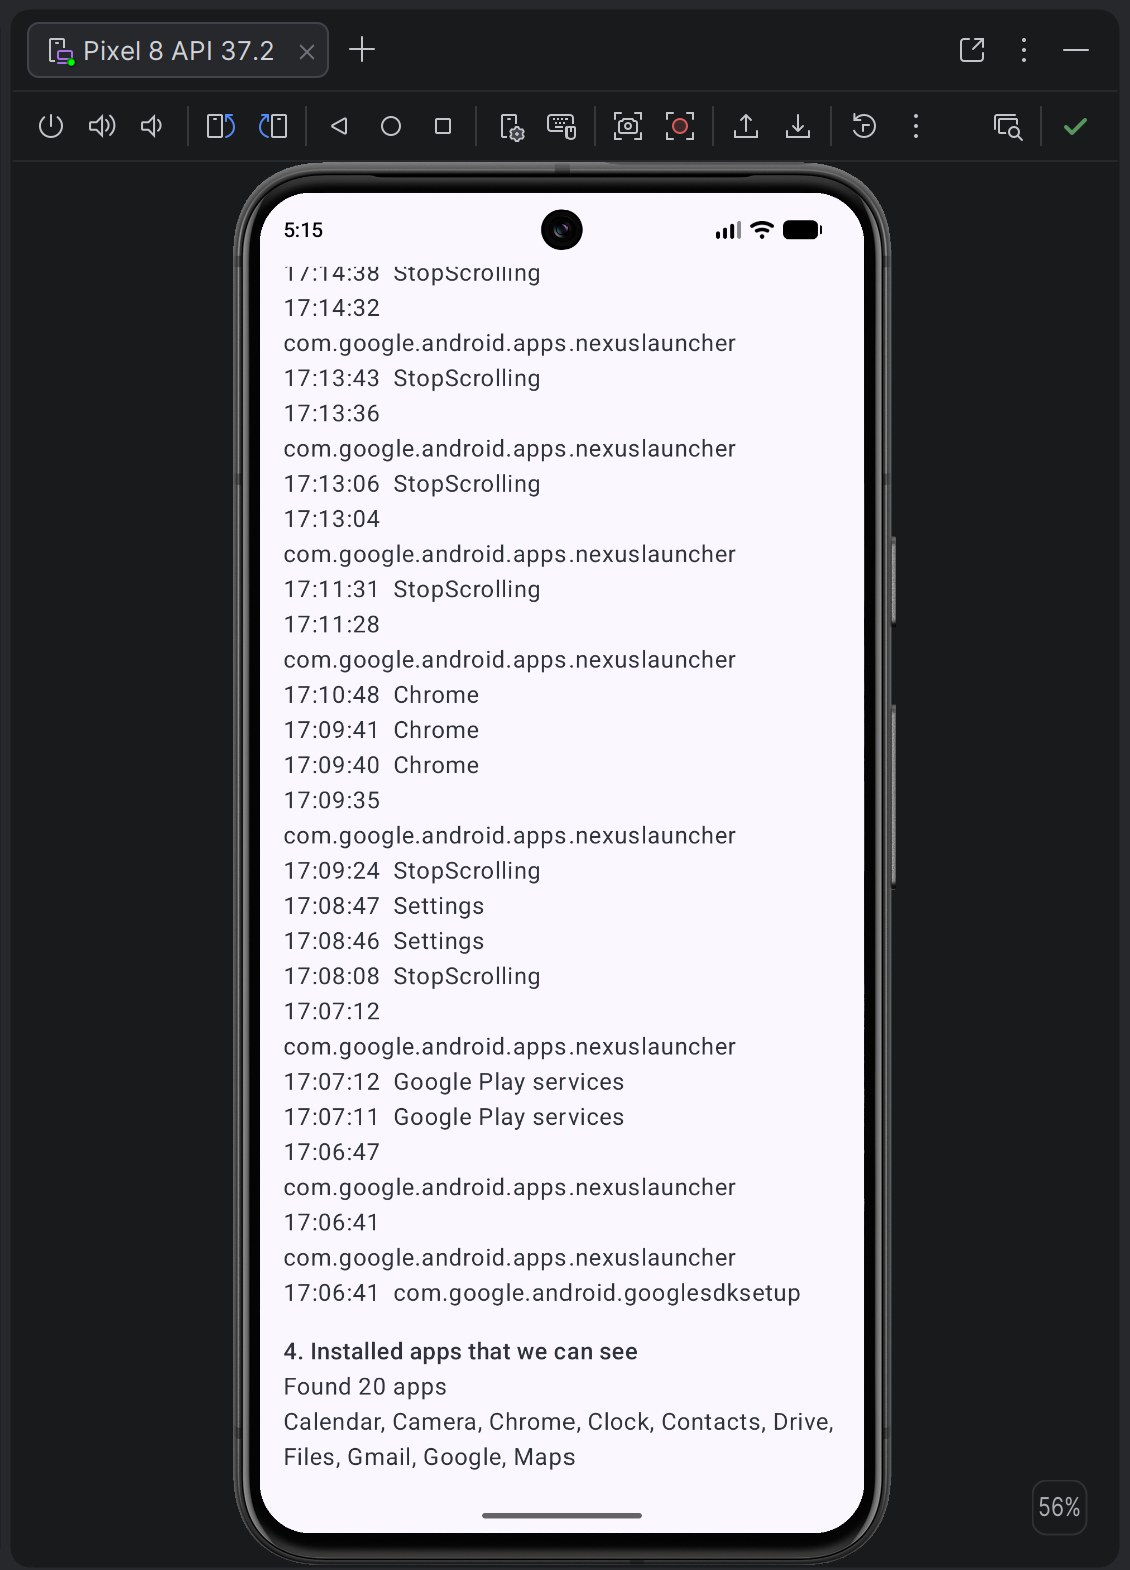 Pixel 8 API 37.2
5:15
17:14:38 StopScrolling
17:14:32
com.google.android.apps.nexuslauncher
17:13:43 StopScrolling
17:13:36
com.google.android.apps.nexuslauncher
17:13:06 StopScrolling
17:13:04
com.google.android.apps.nexuslauncher
17:11:31 StopScrolling
17:11:28
com.google.android.apps.nexuslauncher
17:10:48 Chrome
17:09:41 Chrome
17:09:40 Chrome
17:09:35
com.google.android.apps.nexuslauncher
17:09:24 StopScrolling
17:08:47 Settings
17:08:46 Settings
17:08:08 StopScrolling
17:07:12
com.google.android.apps.nexuslauncher
17:07:12 Google Play services
17:07:11 Google Play services
17:06:47
com.google.android.apps.nexuslauncher
17:06:41
com.google.android.apps.nexuslauncher
17:06:41 com.google.android.googlesdksetup
4. Installed apps that we can see
Found 20 apps
Calendar, Camera, Chrome, Clock, Contacts, Drive,
Files, Gmail, Google, Maps
56%